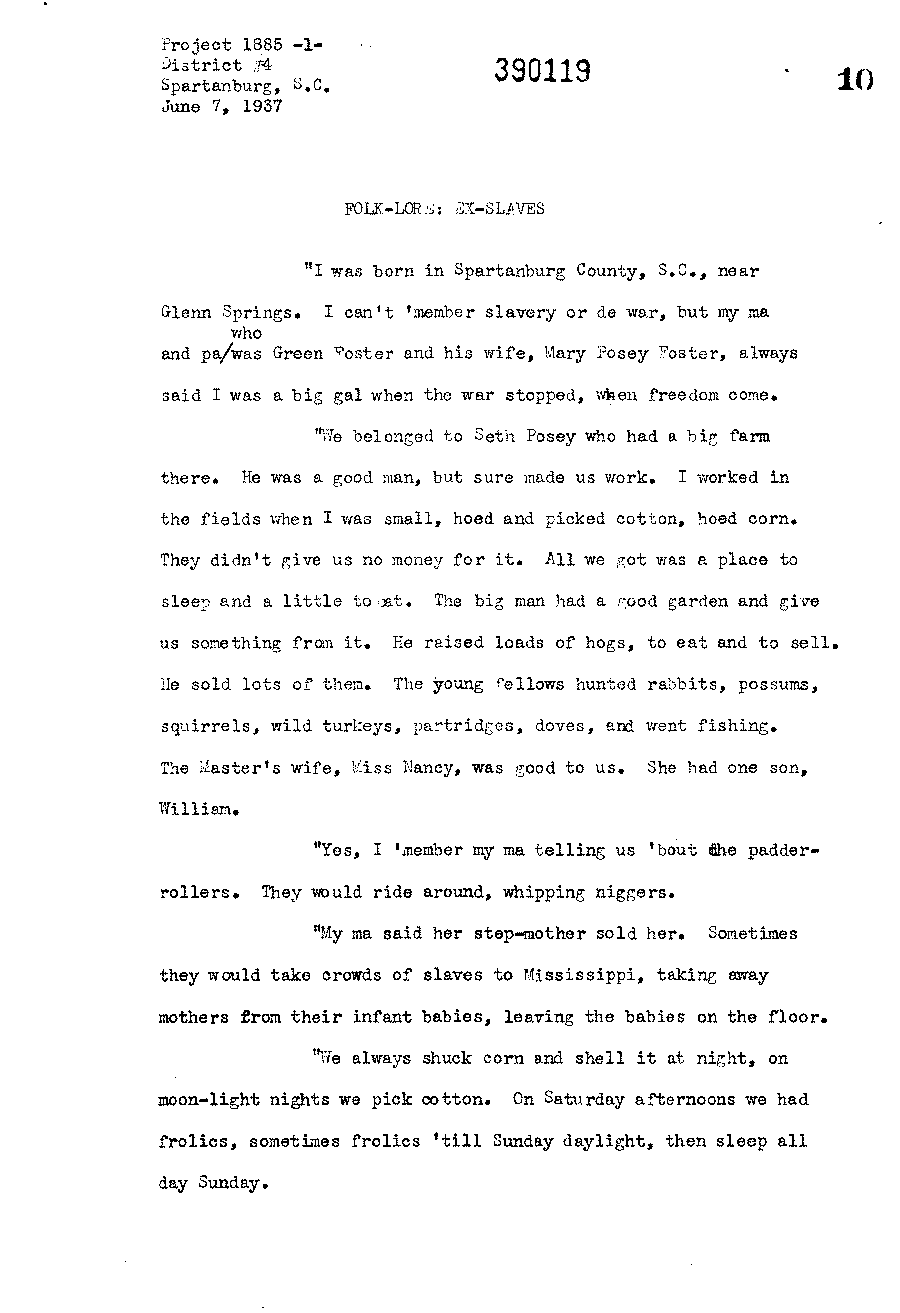 Project 1885 -1-
District #4
Spartanburg, S.C.
June 7, 1937
390119
10
FOLK-LORE: EX-SLAVES
"I was born in Spartanburg County, S.C., near
Glenn Springs. I can't 'member slavery or de war, but my ma
who
and pa/was Green Foster and his wife, Mary Posey Foster, always
said I was a big gal when the war stopped, when freedom come.
"We belonged to Seth Posey who had a big farm
there. He was a good man, but sure made us work. I worked in
the fields when I was small, hoed and picked cotton, hoed corn.
They didn't give us no money for it. All we got was a place to
sleep and a little to eat. The big man had a good garden and give
us something from it. He raised loads of hogs, to eat and to sell.
He sold lots of them. The young fellows hunted rabbits, possums,
squirrels, wild turkeys, partridges, doves, and went fishing.
The Master's wife, Miss Nancy, was good to us. She had one son,
William.
"Yes, I 'member my ma telling us 'bout the padder-
rollers. They would ride around, whipping niggers.
"My ma said her step-mother sold her. Sometimes
they would take crowds of slaves to Mississippi, taking away
mothers from their infant babies, leaving the babies on the floor.
"We always shuck corn and shell it at night, on
moon-light nights we pick cotton. On Saturday afternoons we had
frolics, sometimes frolics 'till Sunday daylight, then sleep all
day Sunday.